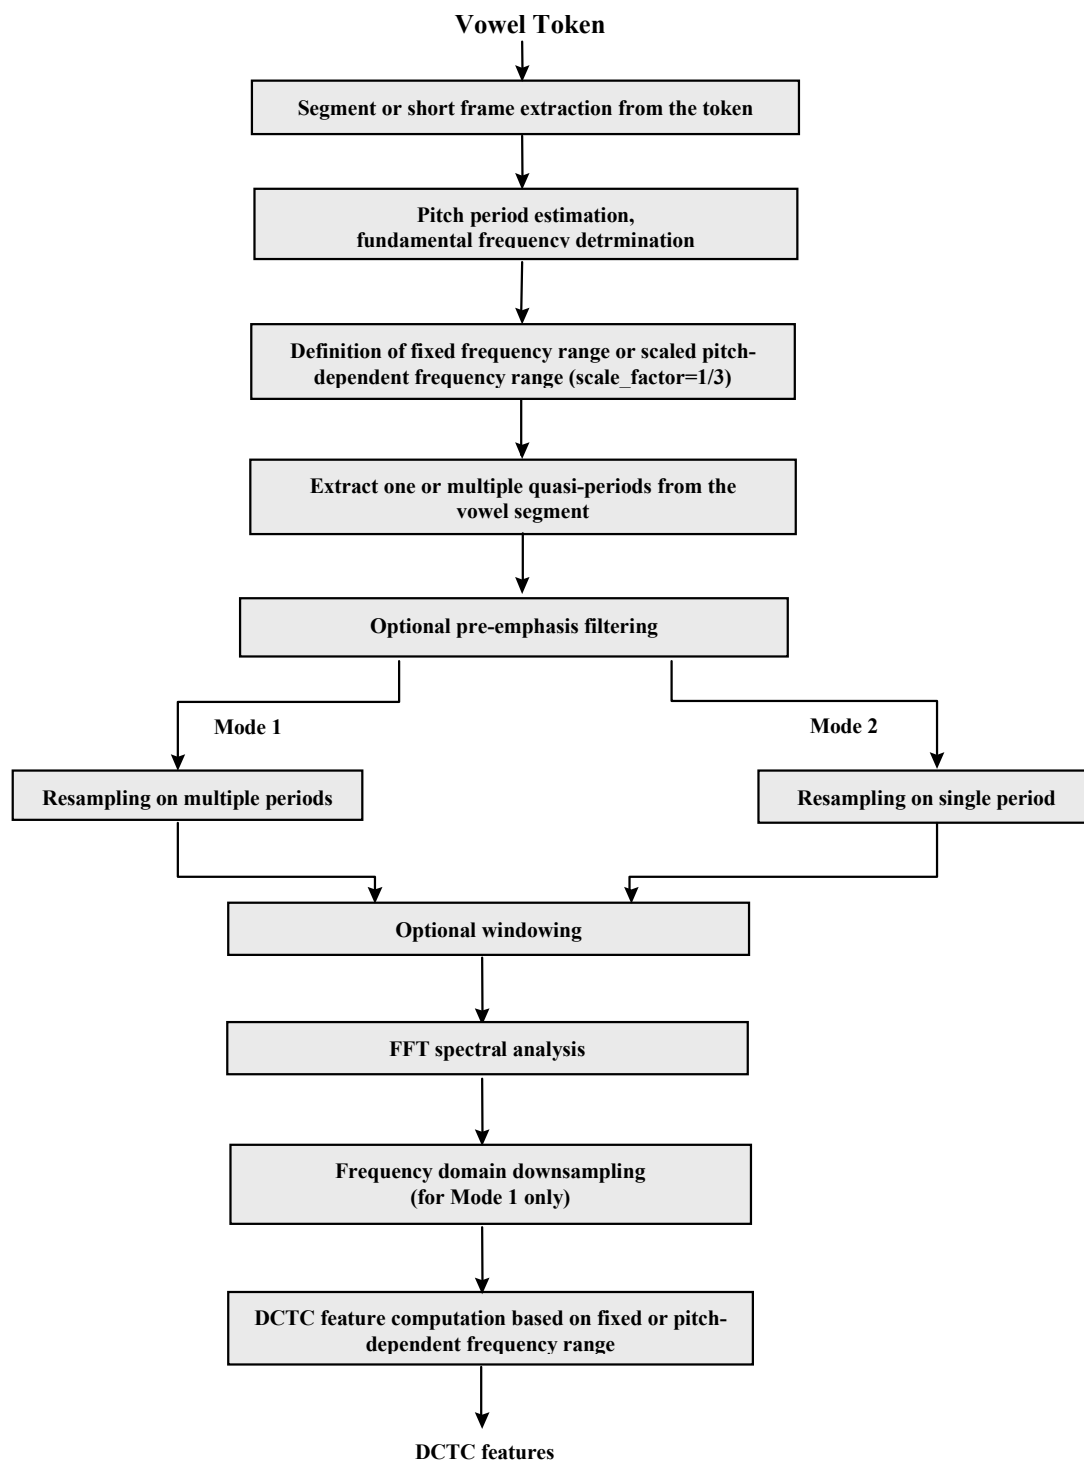 Vowel Token
Segment or short frame extraction from the token
Pitch period estimation,
fundamental frequency detrmination
Definition of fixed frequency range or scaled pitch-
dependent frequency range (scale_factor=1/3)
Extract one or multiple quasi-periods from the
vowel segment
Optional pre-emphasis filtering
Mode 1
Mode 2
Resampling on multiple periods
Resampling on single period
Optional windowing
FFT spectral analysis
Frequency domain downsampling
(for Mode 1 only)
DCTC feature computation based on fixed or pitch-
dependent frequency range
DCTC features